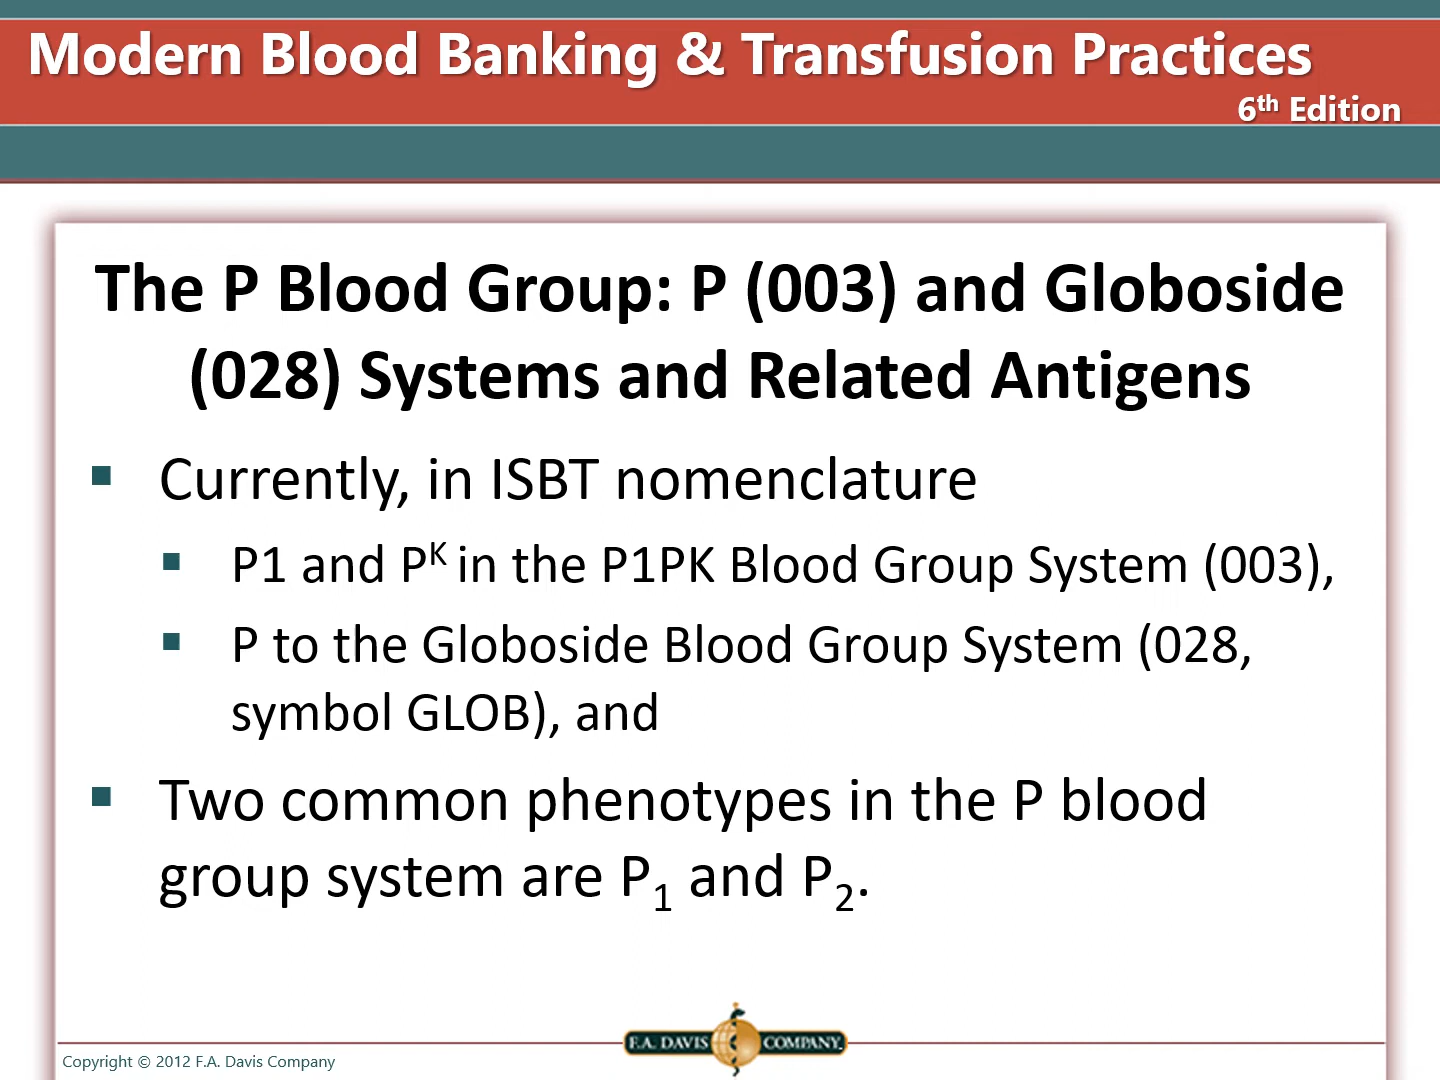 Modern Blood Banking & Transfusion Practices
6th Edition
The P Blood Group: P (003) and Globoside
(028) Systems and Related Antigens
▪ Currently, in ISBT nomenclature
▪ P1 and Pᴷ in the P1PK Blood Group System (003),
▪ P to the Globoside Blood Group System (028,
symbol GLOB), and
▪ Two common phenotypes in the P blood
group system are P₁ and P₂.
F.A. DAVIS COMPANY
Copyright © 2012 F.A. Davis Company